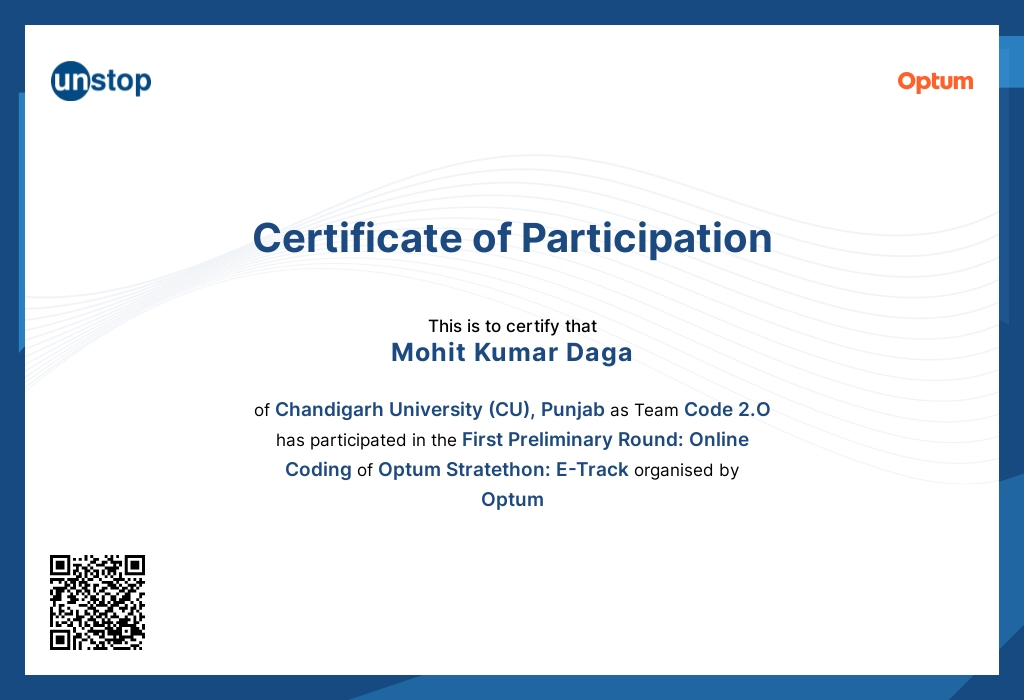 unstop
Optum
Certificate of Participation
This is to certify that
Mohit Kumar Daga
of Chandigarh University (CU), Punjab as Team Code 2.O
has participated in the First Preliminary Round: Online
Coding of Optum Stratethon: E-Track organised by
Optum